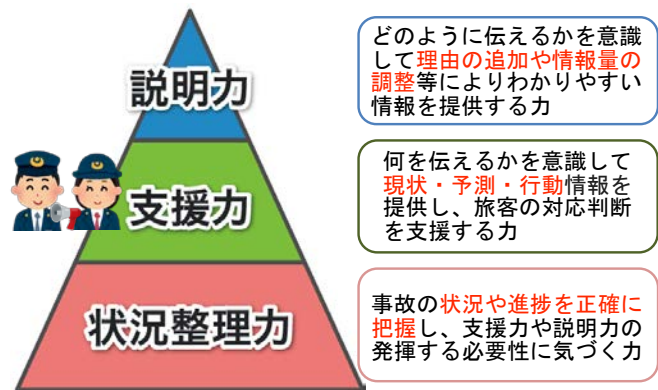 説明力
どのように伝えるかを意識
して理由の追加や情報量の
調整等によりわかりやすい
情報を提供する力
支援力
何を伝えるかを意識して
現状・予測・行動情報を
提供し、旅客の対応判断
を支援する力
状況整理力
事故の状況や進捗を正確に
把握し、支援力や説明力の
発揮する必要性に気づく力